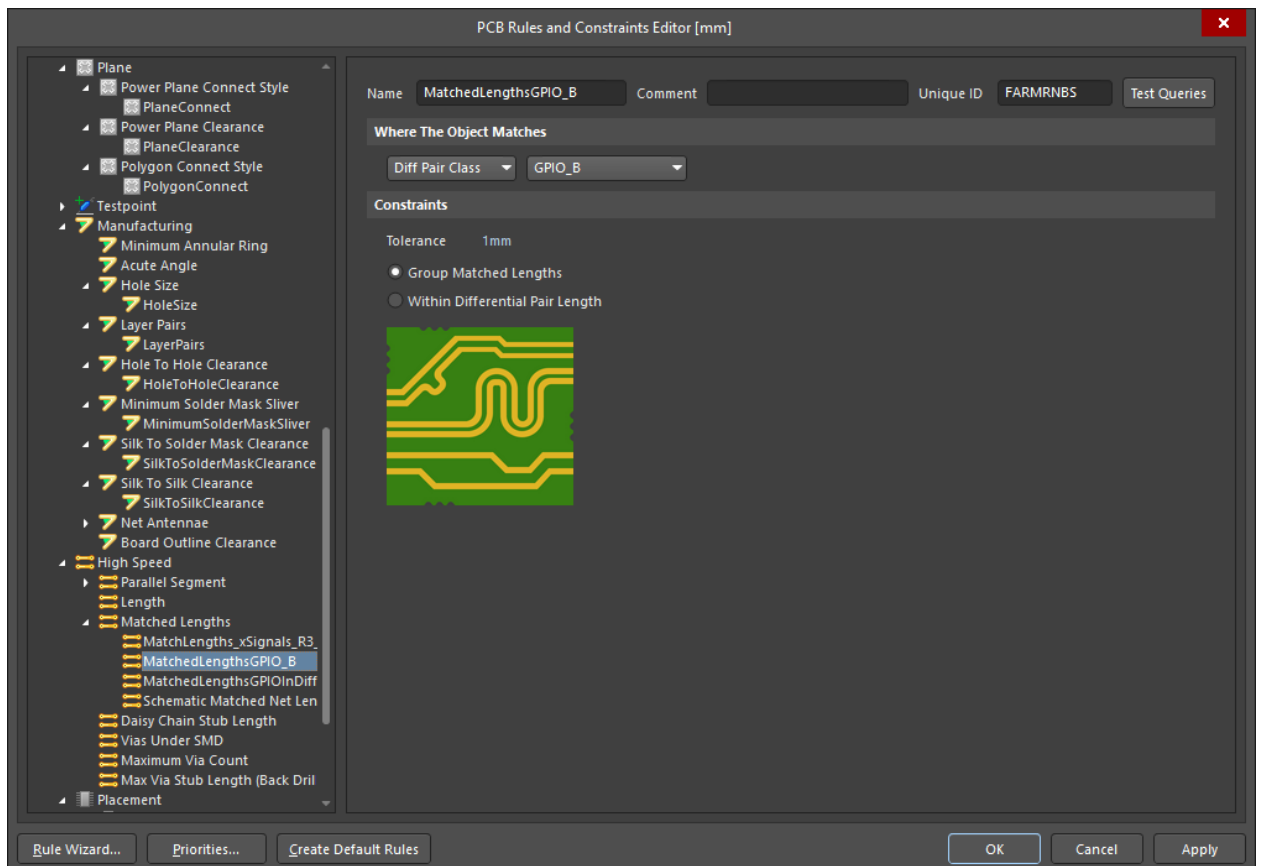 PCB Rules and Constraints Editor [mm]
Plane
Power Plane Connect Style
PlaneConnect
Power Plane Clearance
PlaneClearance
Polygon Connect Style
PolygonConnect
Testpoint
Manufacturing
Minimum Annular Ring
Acute Angle
Hole Size
HoleSize
Layer Pairs
LayerPairs
Hole To Hole Clearance
HoleToHoleClearance
Minimum Solder Mask Sliver
MinimumSolderMaskSliver
Silk To Solder Mask Clearance
SilkToSolderMaskClearance
Silk To Silk Clearance
SilkToSilkClearance
Net Antennae
Board Outline Clearance
High Speed
Parallel Segment
Length
Matched Lengths
MatchLengths_xSignals_R3_
MatchedLengthsGPIO_B
MatchedLengthsGPIOInDiff
Schematic Matched Net Len
Daisy Chain Stub Length
Vias Under SMD
Maximum Via Count
Max Via Stub Length (Back Dril
Placement
Name MatchedLengthsGPIO_B Comment Unique ID FARMRNBS Test Queries
Where The Object Matches
Diff Pair Class GPIO_B
Constraints
Tolerance 1mm
Group Matched Lengths
Within Differential Pair Length
Rule Wizard... Priorities... Create Default Rules OK Cancel Apply